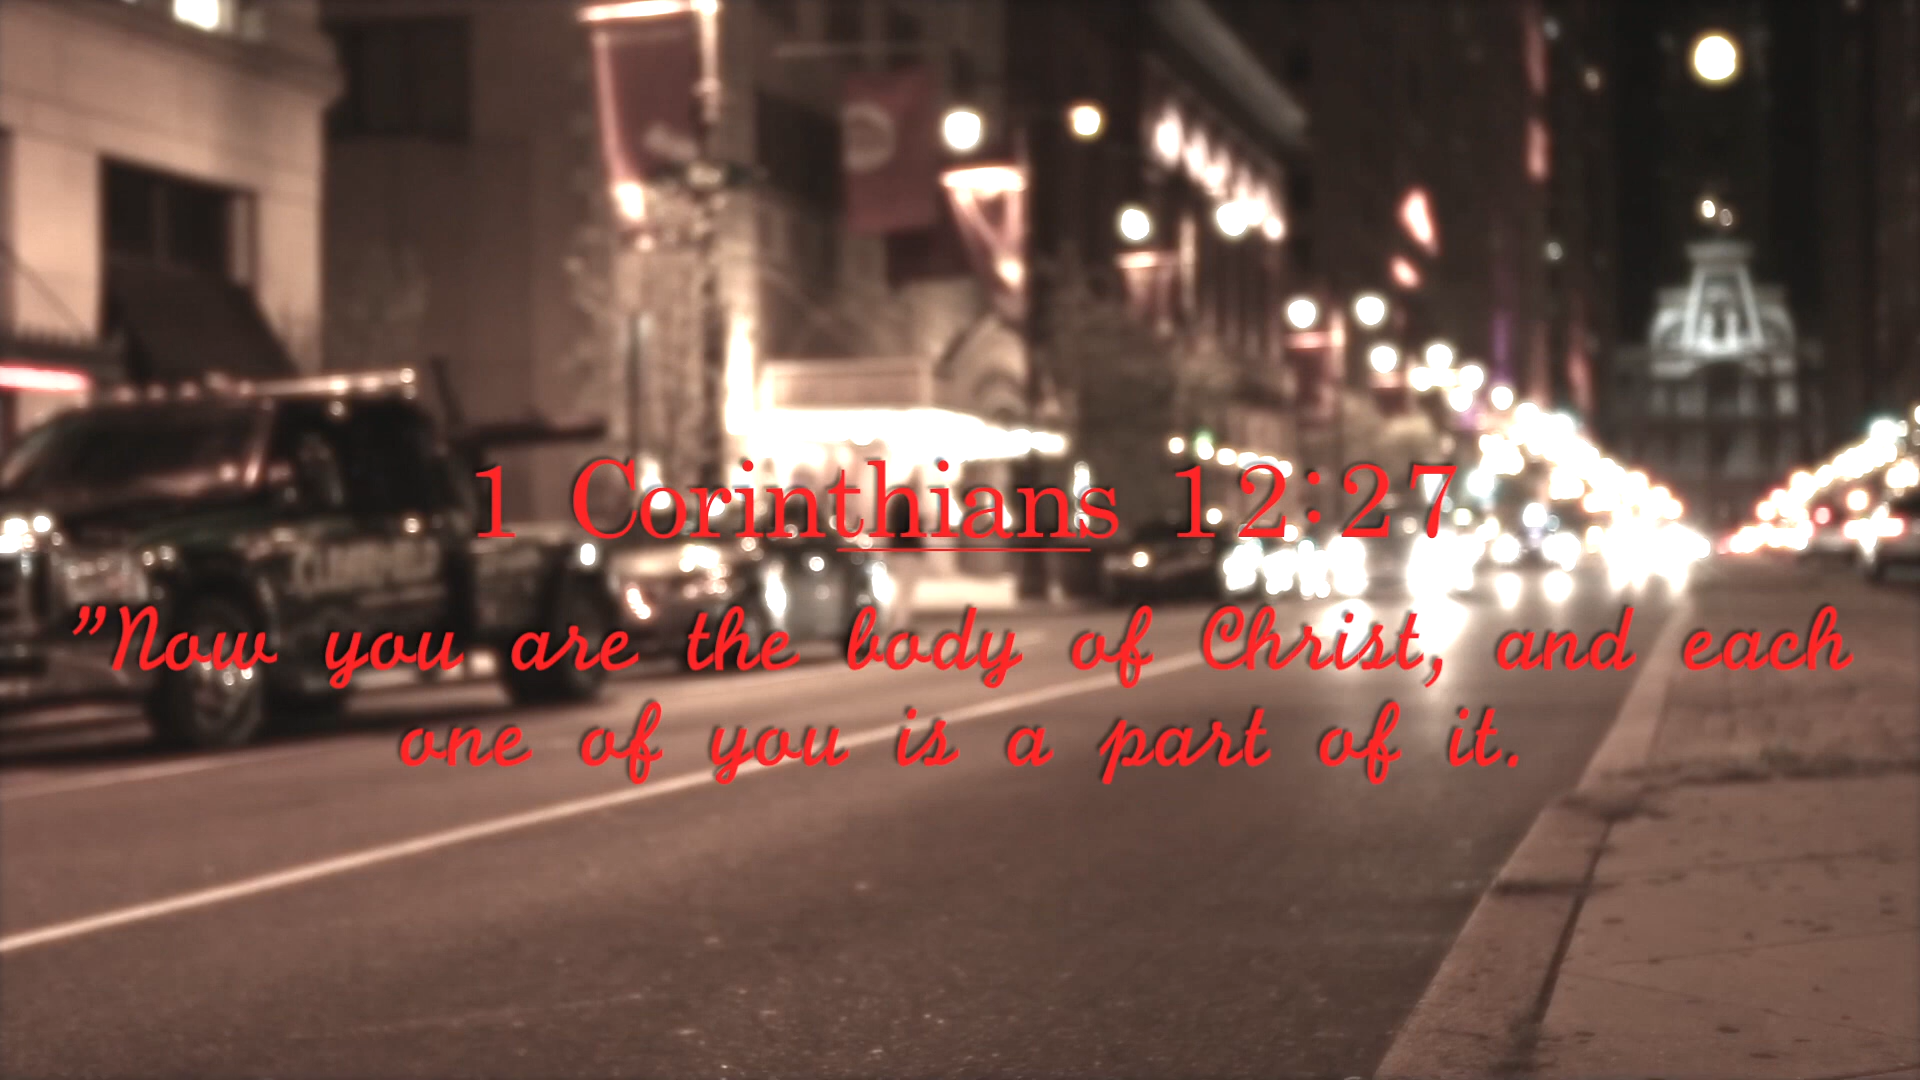 1 Corinthians 12:27
"Now you are the body of Christ, and each
one of you is a part of it.